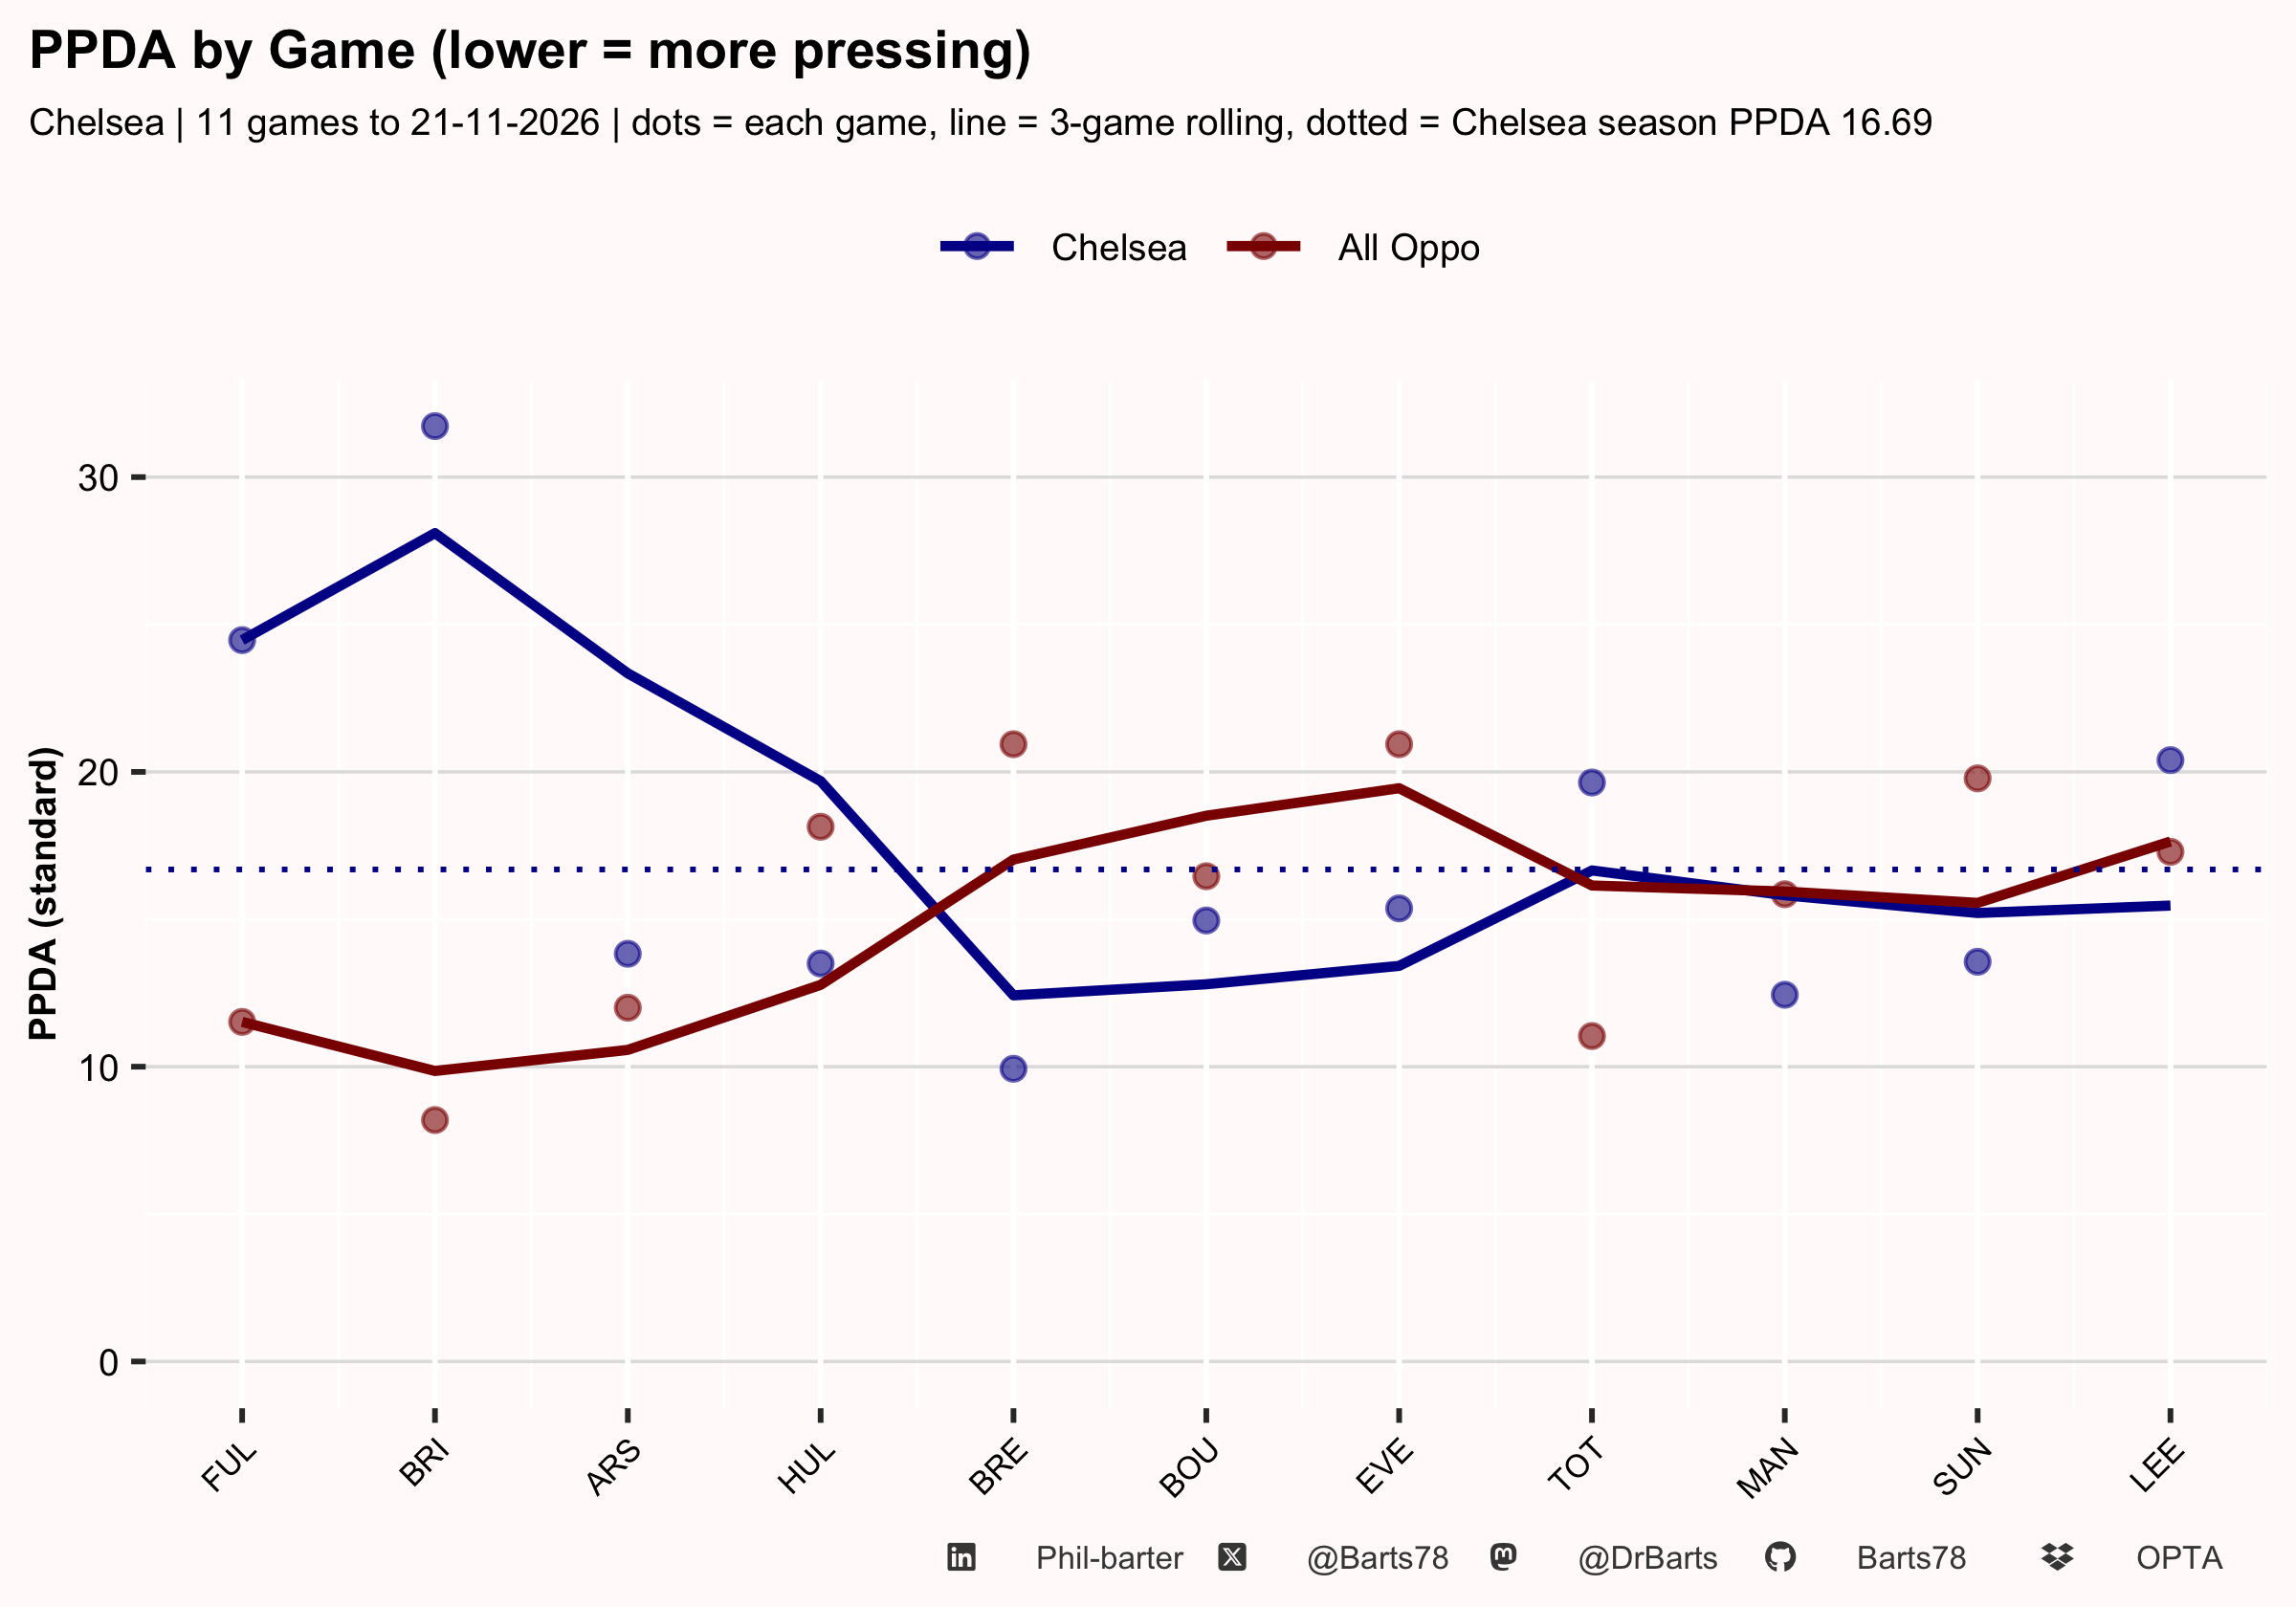 PPDA by Game (lower = more pressing)
Chelsea | 11 games to 21-11-2026 | dots = each game, line = 3-game rolling, dotted = Chelsea season PPDA 16.69
Chelsea All Oppo
PPDA (standard)
30
20
10
0
FUL BRI ARS HUL BRE BOU EVE TOT MAN SUN LEE
Phil-barter @Barts78 @DrBarts Barts78 OPTA